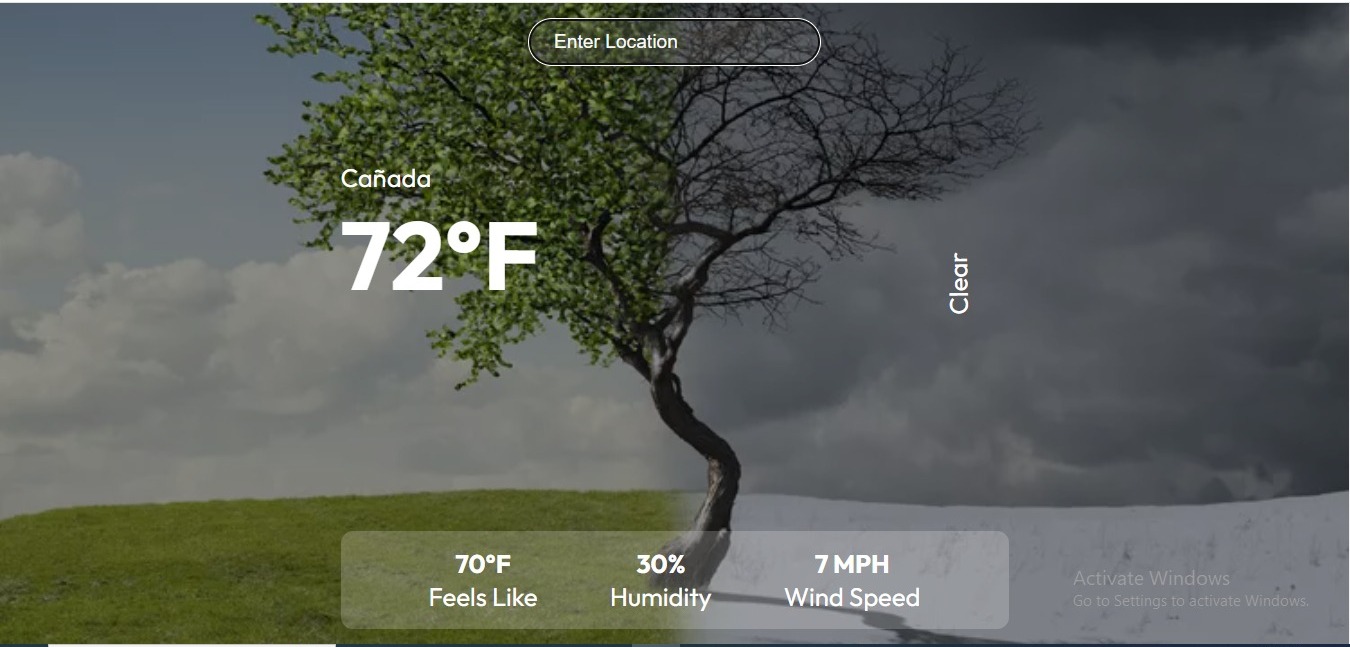 Enter Location
Cañada
72°F
Clear
70°F
Feels Like
30%
Humidity
7 MPH
Wind Speed
Activate Windows
Go to Settings to activate Windows.